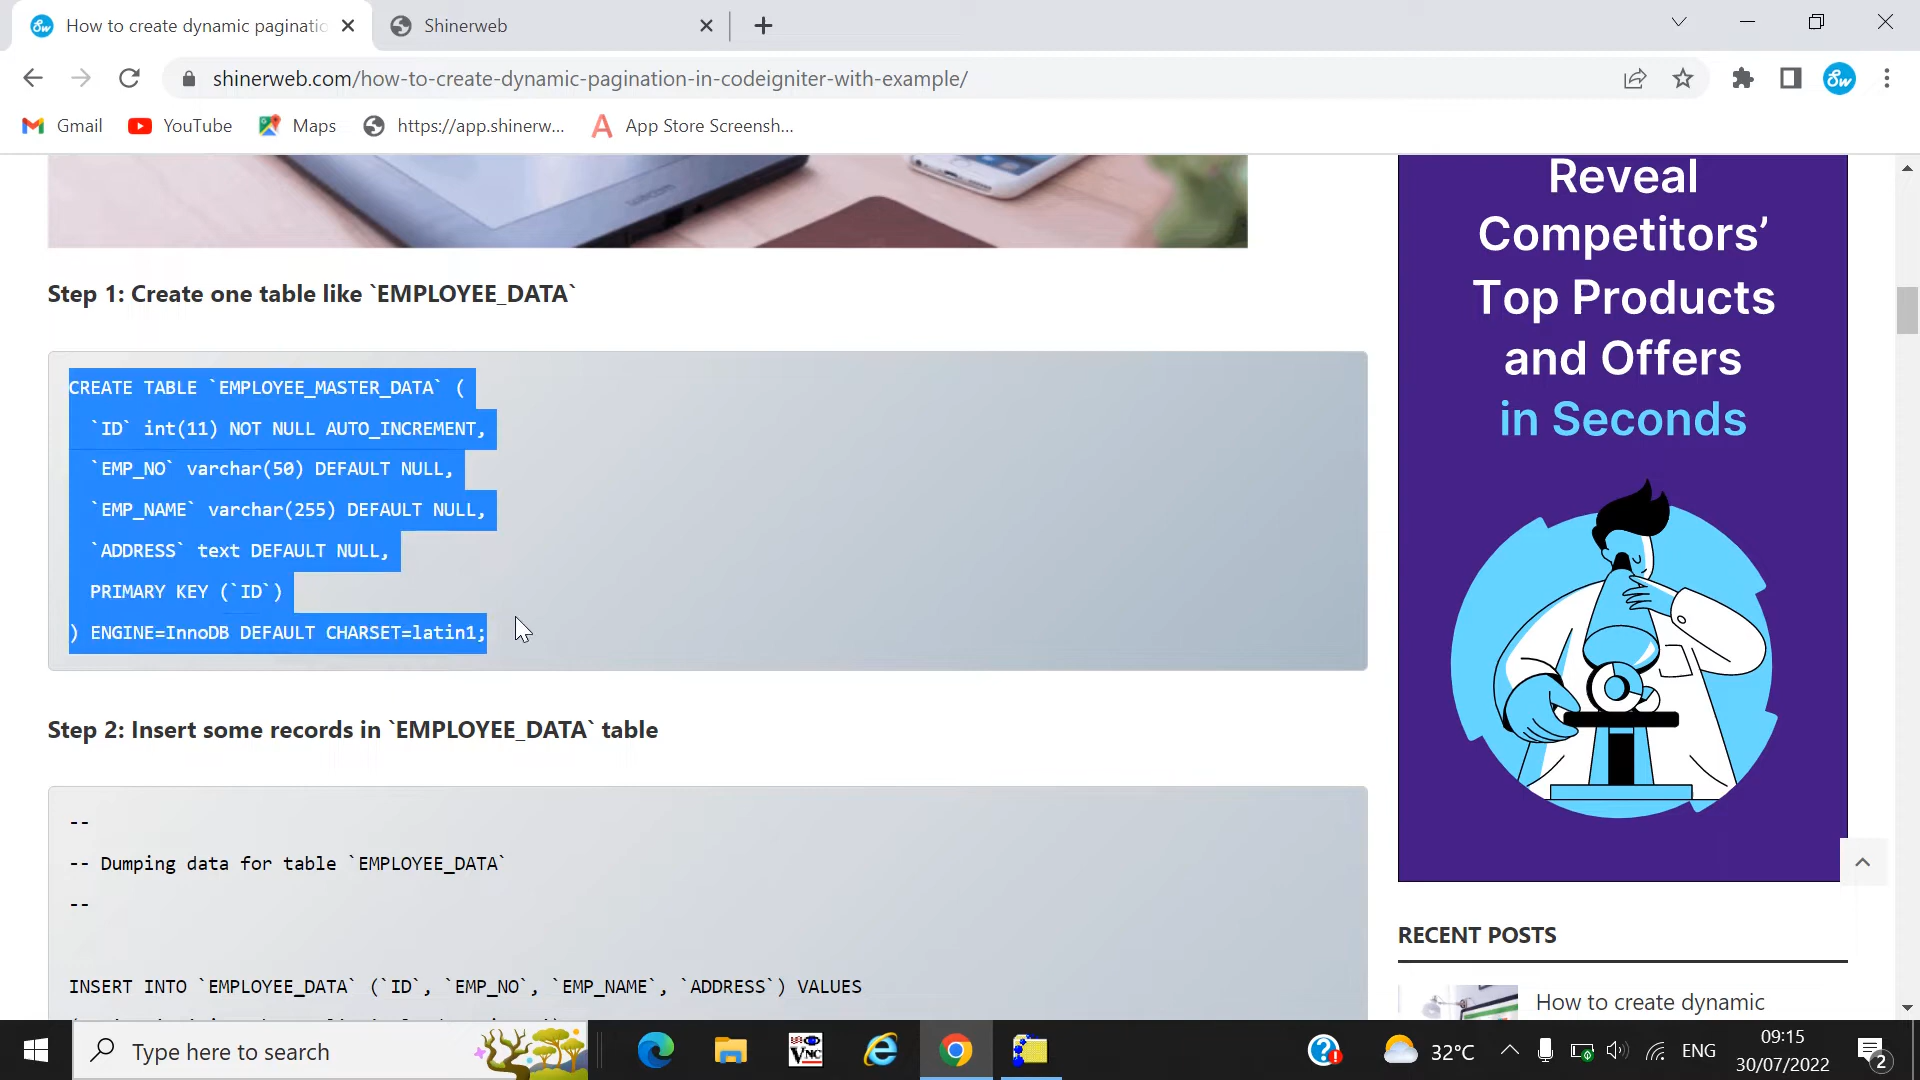 How to create dynamic paginatio
Shinerweb
shinerweb.com/how-to-create-dynamic-pagination-in-codeigniter-with-example/
Gmail
YouTube
Maps
https://app.shinerw...
App Store Screensh...
wacom
Step 1: Create one table like `EMPLOYEE_DATA`
CREATE TABLE `EMPLOYEE_MASTER_DATA` (
`ID` int(11) NOT NULL AUTO_INCREMENT,
`EMP_NO` varchar(50) DEFAULT NULL,
`EMP_NAME` varchar(255) DEFAULT NULL,
`ADDRESS` text DEFAULT NULL,
PRIMARY KEY (`ID`)
) ENGINE=InnoDB DEFAULT CHARSET=latin1;
Step 2: Insert some records in `EMPLOYEE_DATA` table
--
-- Dumping data for table `EMPLOYEE_DATA`
--
INSERT INTO `EMPLOYEE_DATA` (`ID`, `EMP_NO`, `EMP_NAME`, `ADDRESS`) VALUES
Reveal
Competitors’
Top Products
and Offers
in Seconds
RECENT POSTS
How to create dynamic
Type here to search
32°C
ENG
09:15
30/07/2022
2